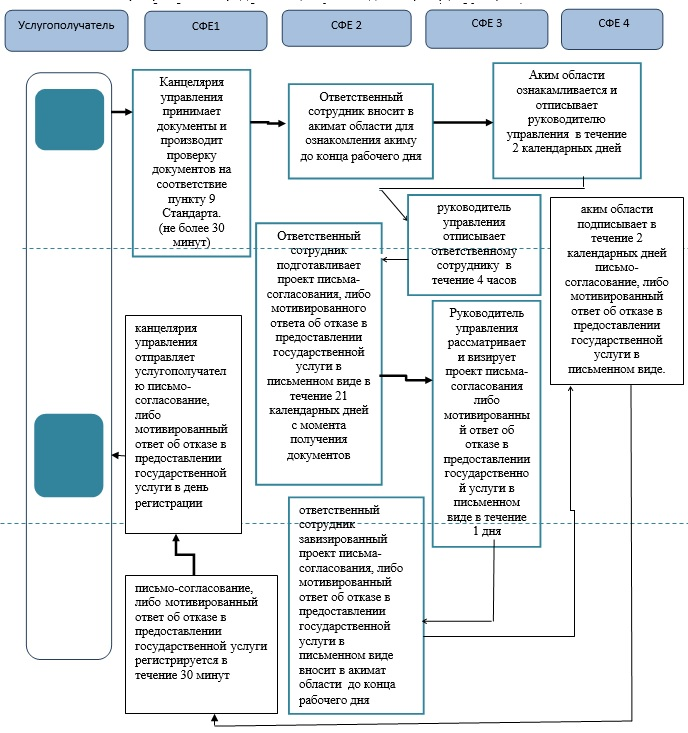 Услугополучатель
СФЕ1
СФЕ 2
СФЕ 3
СФЕ 4
Канцелярия
управления
принимает
документы и
производит
проверку
документов на
соответствие
пункту 9
Стандарта.
(не более 30
минут)
Ответственный
сотрудник вносит в
акимат области для
ознакомления акиму
до конца рабочего дня
Аким области
ознакамливается и
отписывает
руководителю
управления в течение
2 календарных дней
руководитель
управления
отписывает
ответственному
сотруднику в
течение 4 часов
Ответственный
сотрудник
подготавливает
проект письма-
согласования, либо
мотивированного
ответа об отказе в
предоставлении
государственной
услуги в
письменном виде в
течение 21
календарных дней
с момента
получения
документов
Руководитель
управления
рассматривает
и визирует
проект письма-
согласования
либо
мотивированны
й ответ об
отказе в
предоставлении
государственно
й услуги в
письменном
виде в течение
1 дня
ответственный
сотрудник
завизированный
проект письма-
согласования, либо
мотивированный
ответ об отказе в
предоставлении
государственной
услуги в
письменном виде
вносит в акимат
области до конца
рабочего дня
аким области
подписывает в
течение 2
календарных дней
письмо-
согласование, либо
мотивированный
ответ об отказе в
предоставлении
государственной
услуги в
письменном виде.
письмо-согласование,
либо мотивированный
ответ об отказе в
предоставлении
государственной услуги
регистрируется в
течение 30 минут
канцелярия
управления
отправляет
услугополучател
ю письмо-
согласование,
либо
мотивированный
ответ об отказе в
предоставлении
государственной
услуги в день
регистрации